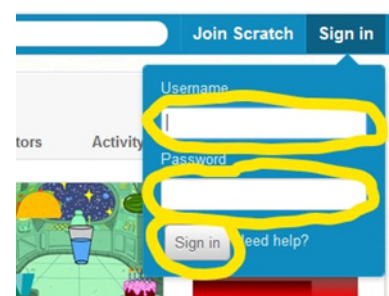 Join Scratch Sign in
Username
tors Activity
Password
Sign in Need help?